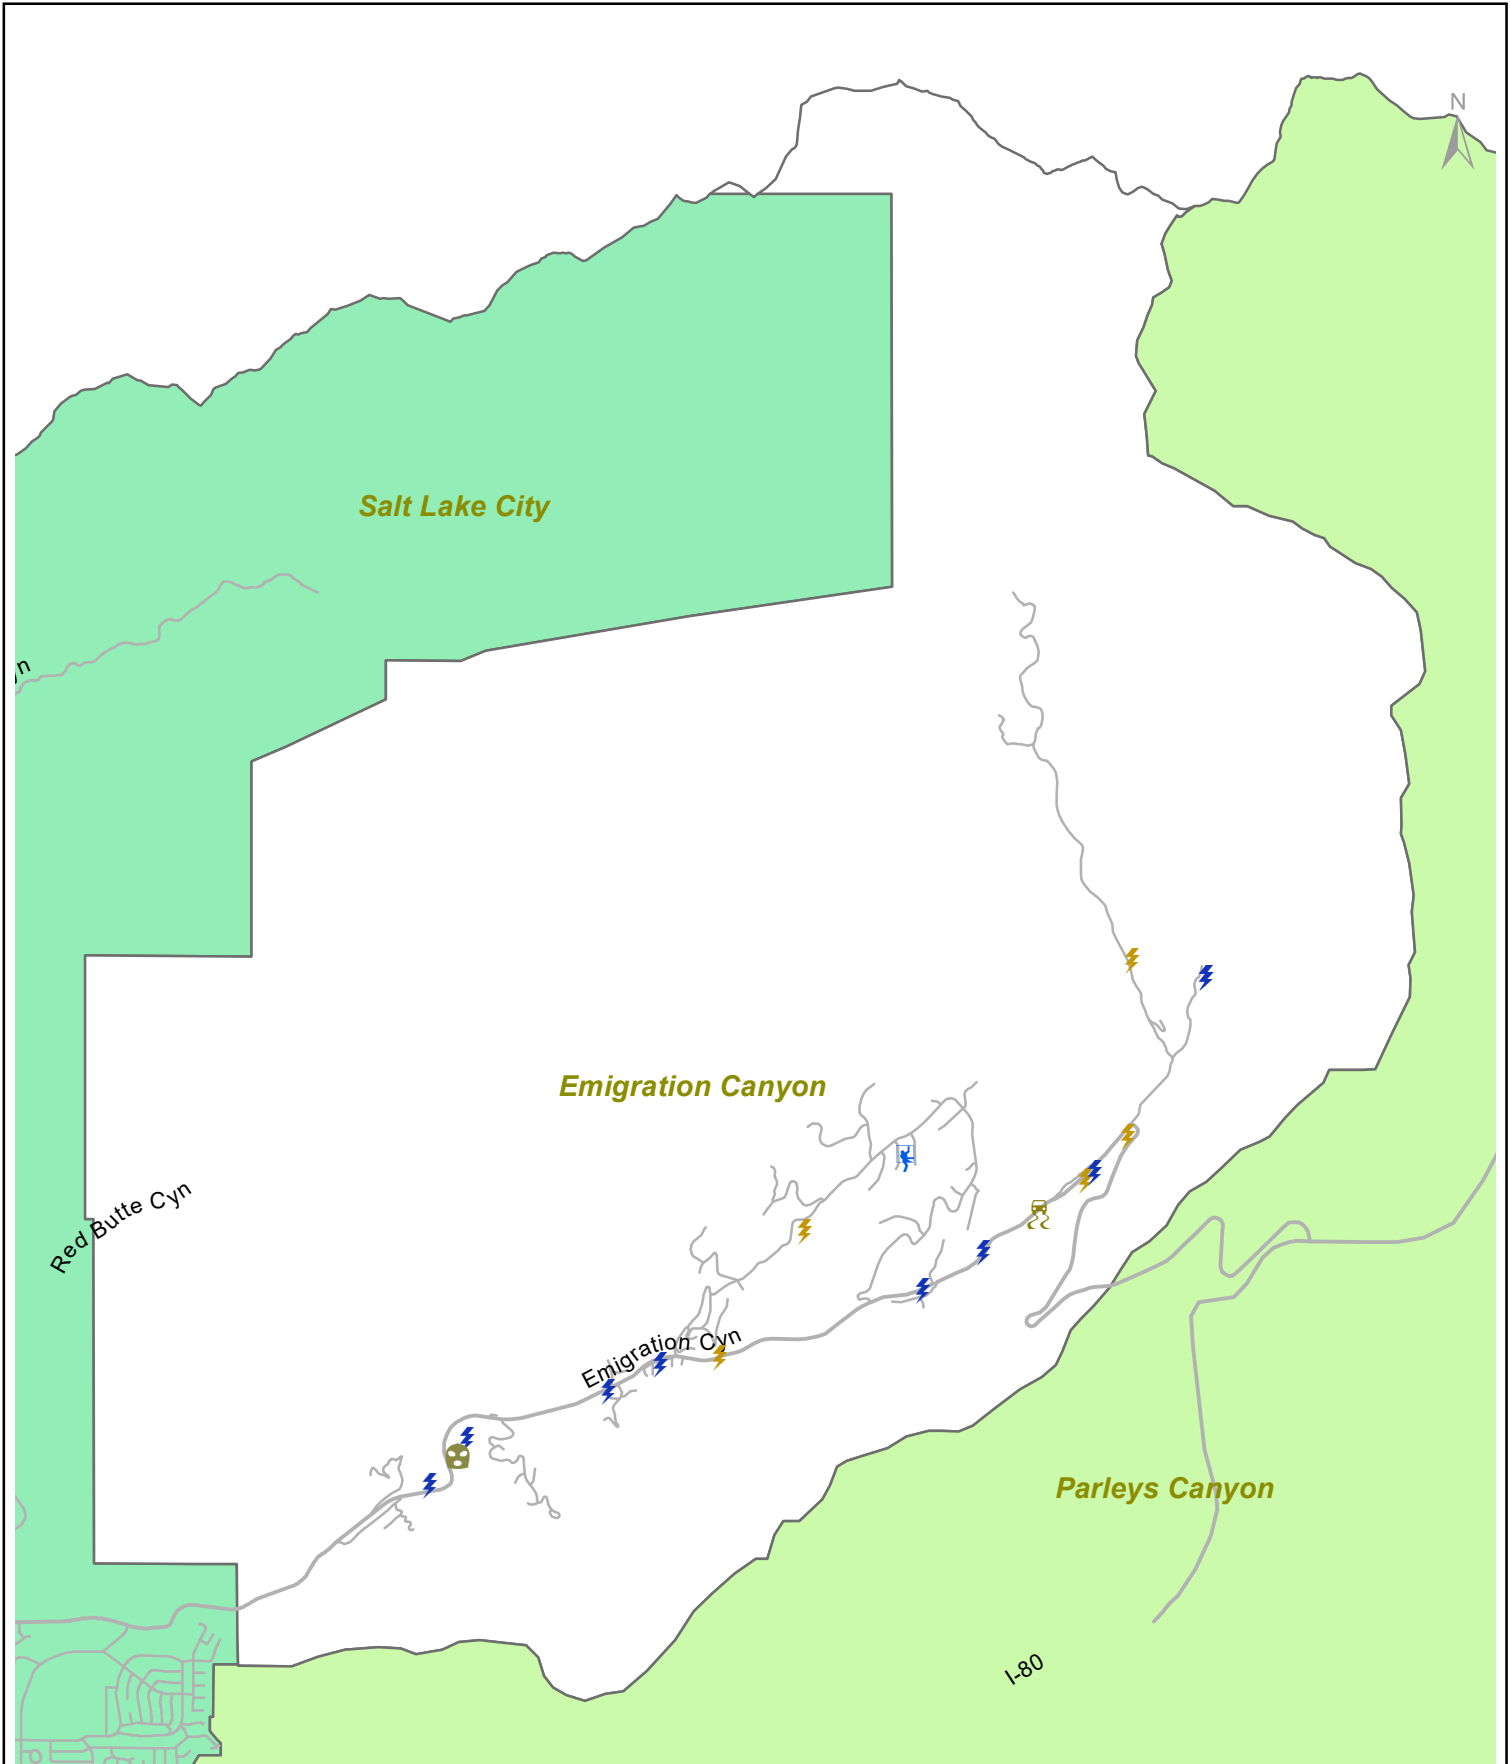 N
Salt Lake City
Emigration Canyon
Red Butte Cyn
Emigration Cyn
Parleys Canyon
I-80